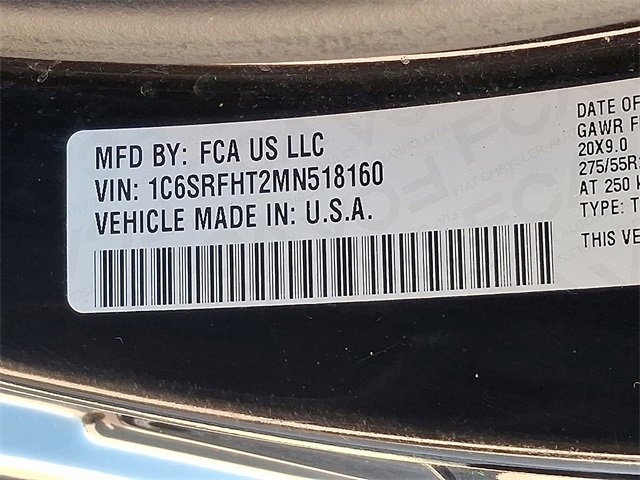 MFD BY: FCA US LLC
VIN: 1C6SRFHT2MN518160
VEHICLE MADE IN: U.S.A.
DATE OF
GAWR F
20X9.0
275/55R
AT 250
TYPE: T
THIS VE